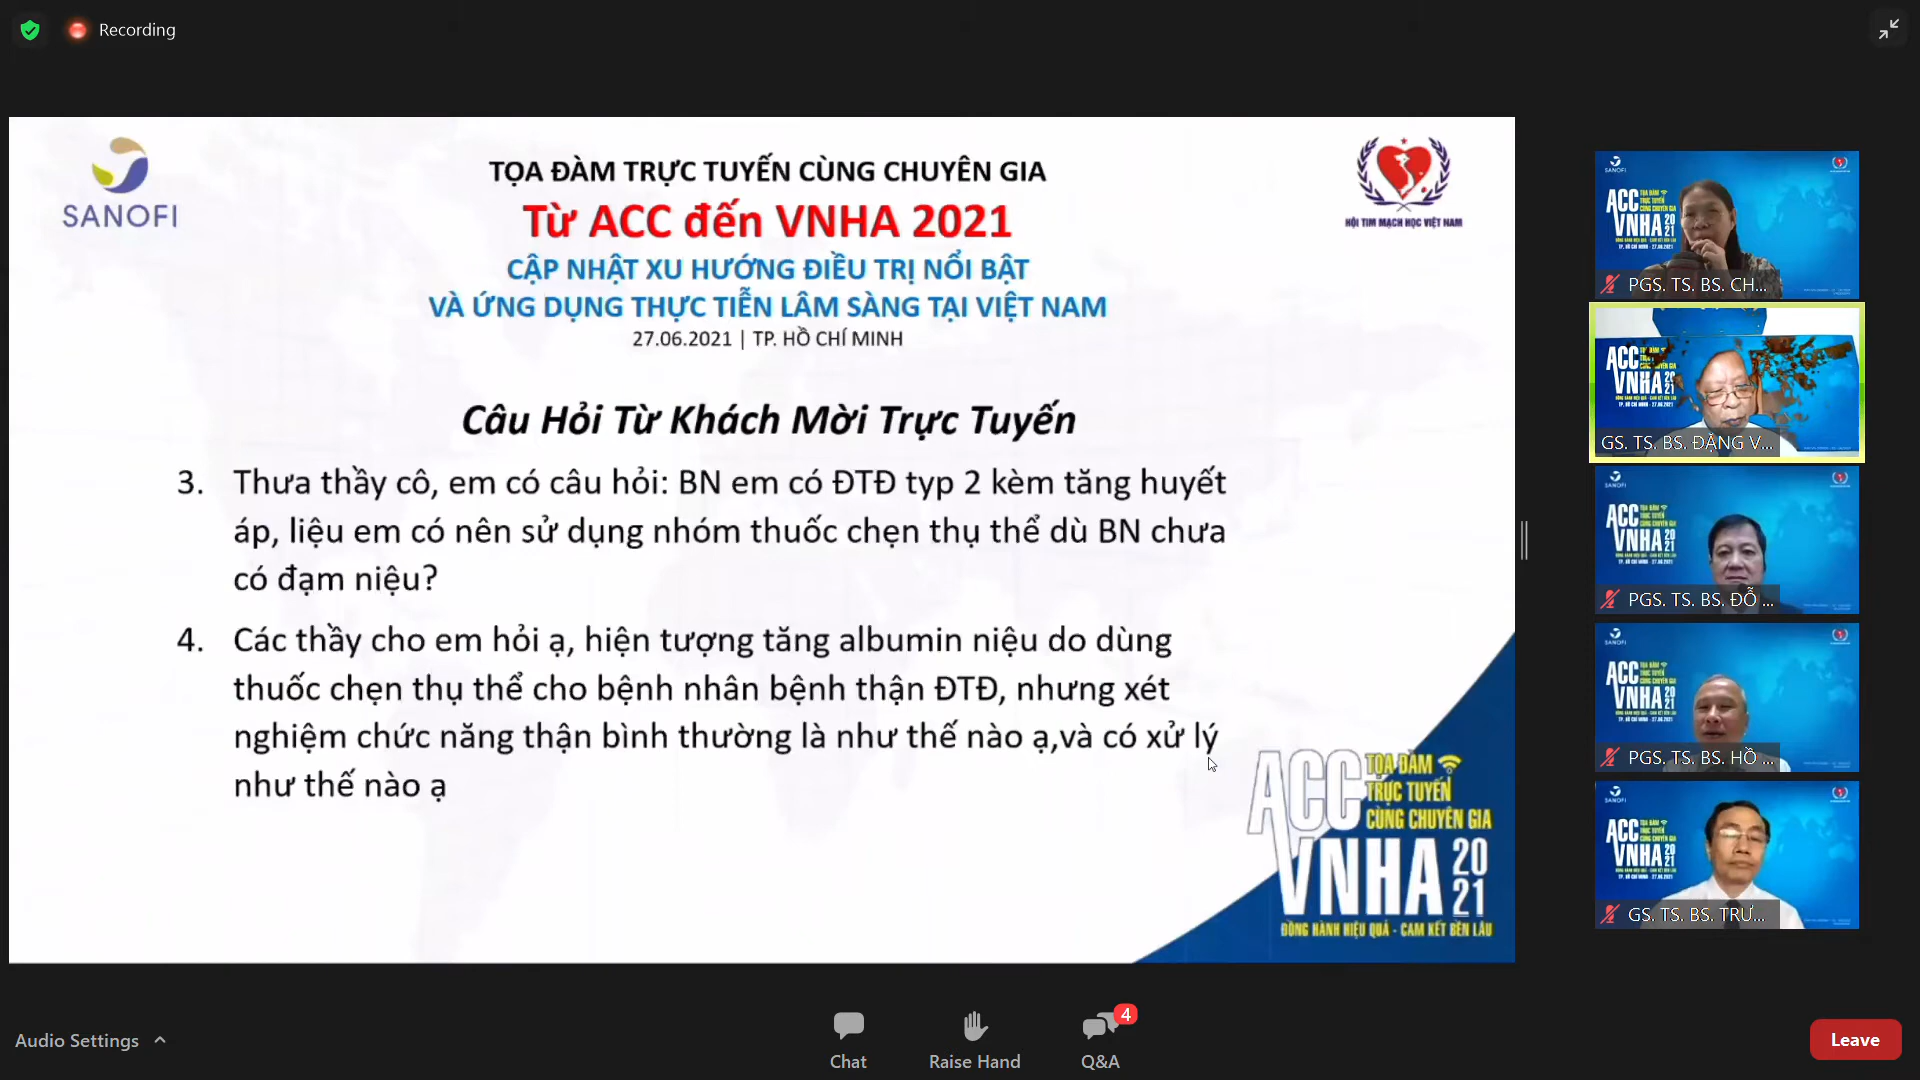 Recording
SANOFI
TỌA ĐÀM TRỰC TUYẾN CÙNG CHUYÊN GIA
Từ ACC đến VNHA 2021
CẬP NHẬT XU HƯỚNG ĐIỀU TRỊ NỔI BẬT
VÀ ỨNG DỤNG THỰC TIỄN LÂM SÀNG TẠI VIỆT NAM
27.06.2021 | TP. HỒ CHÍ MINH
HỘI TIM MẠCH HỌC VIỆT NAM
Câu Hỏi Từ Khách Mời Trực Tuyến
3. Thưa thầy cô, em có câu hỏi: BN em có ĐTĐ typ 2 kèm tăng huyết
áp, liệu em có nên sử dụng nhóm thuốc chẹn thụ thể dù BN chưa
có đạm niệu?
4. Các thầy cho em hỏi ạ, hiện tượng tăng albumin niệu do dùng
thuốc chẹn thụ thể cho bệnh nhân bệnh thận ĐTĐ, nhưng xét
nghiệm chức năng thận bình thường là như thế nào ạ,và có xử lý
như thế nào ạ
ACC
TỌA ĐÀM
TRỰC TUYẾN
CÙNG CHUYÊN GIA
VNHA 2021
ĐỒNG HÀNH HIỆU QUẢ - CAM KẾT BỀN LÂU
PGS. TS. BS. CH...
GS. TS. BS. ĐẶNG V...
PGS. TS. BS. ĐỖ ...
PGS. TS. BS. HỒ ...
GS. TS. BS. TRƯ...
Audio Settings
Chat
Raise Hand
4
Q&A
Leave